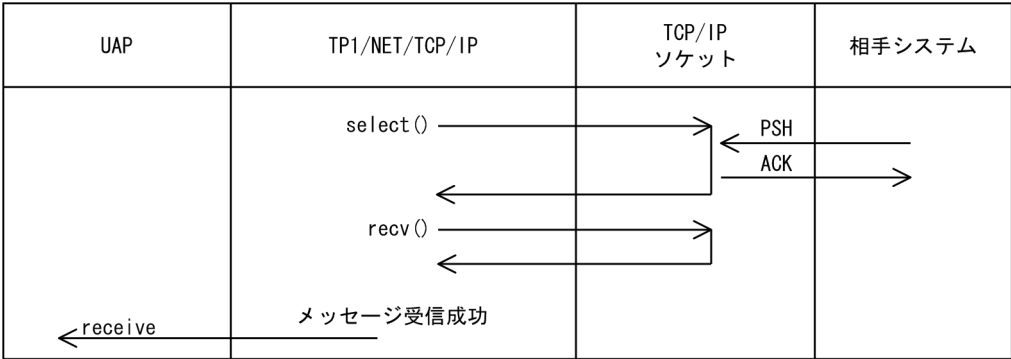 UAP
TP1/NET/TCP/IP
TCP/IP
ソケット
相手システム
select()
PSH
ACK
recv()
メッセージ受信成功
receive